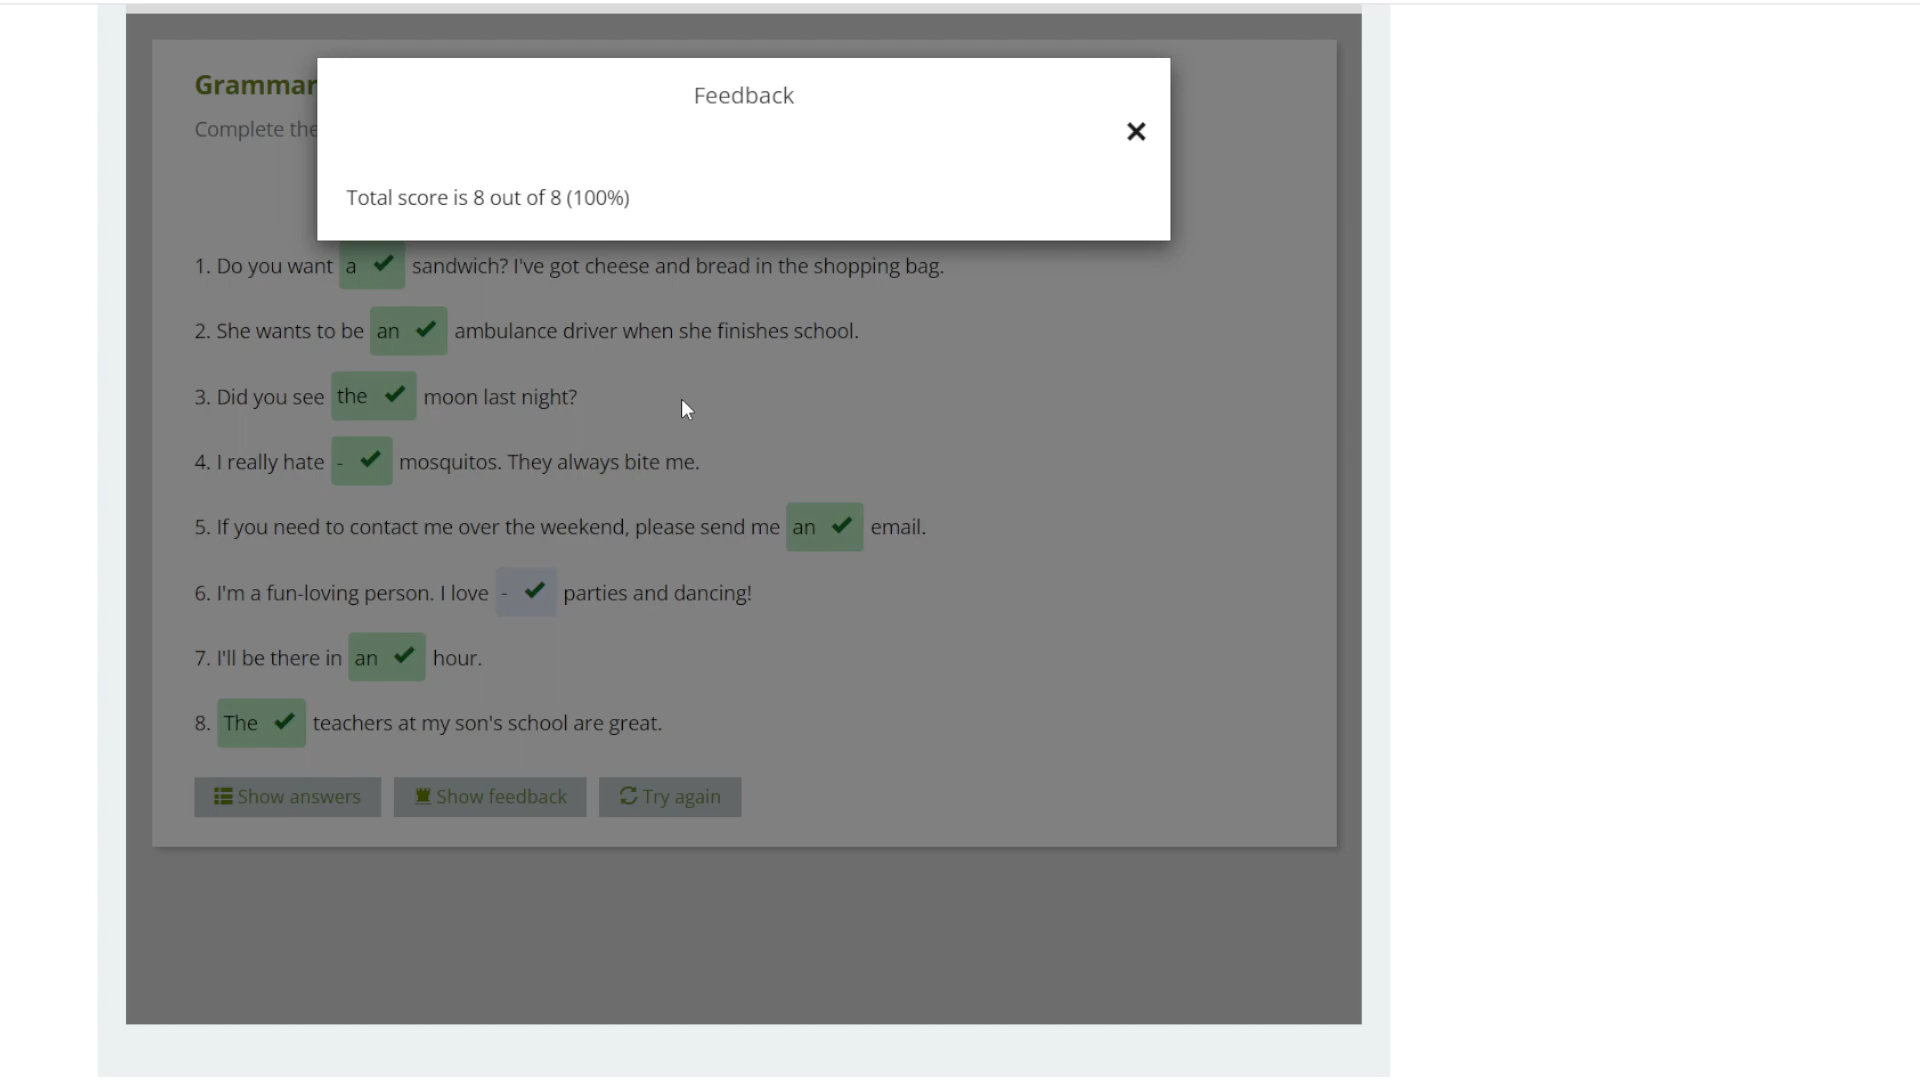 Feedback
Grammar
Complete the
Total score is 8 out of 8 (100%)
1. Do you want a sandwich? I've got cheese and bread in the shopping bag.
2. She wants to be an ambulance driver when she finishes school.
3. Did you see the moon last night?
4. I really hate - mosquitos. They always bite me.
5. If you need to contact me over the weekend, please send me an email.
6. I'm a fun-loving person. I love - parties and dancing!
7. I'll be there in an hour.
8. The teachers at my son's school are great.
Show answers Show feedback Try again